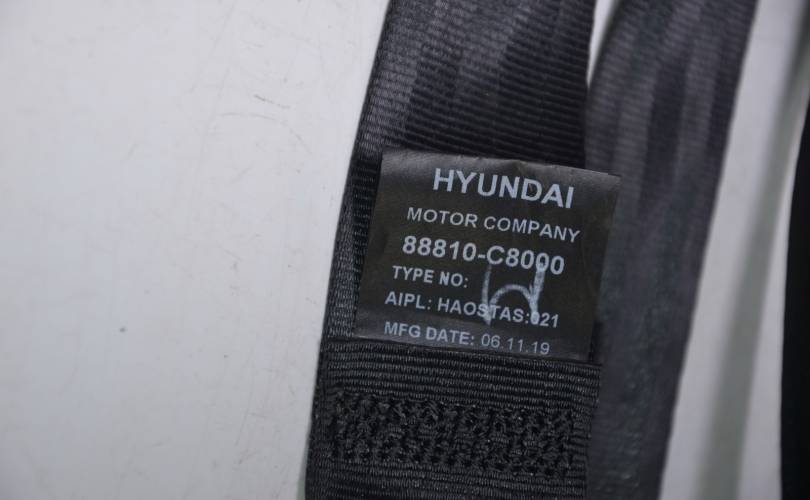 HYUNDAI
MOTOR COMPANY
88810-C8000
TYPE NO:
AIPL: HAOSTAS:021
MFG DATE: 06.11.19